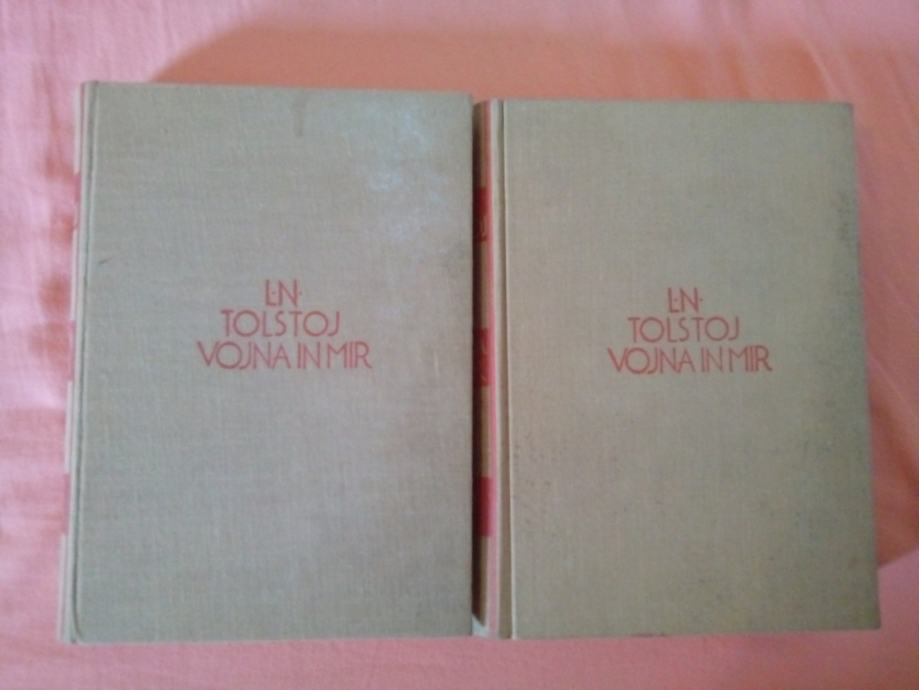 L·N·
TOLSTOJ
VOJNA IN MIR
L·N·
TOLSTOJ
VOJNA IN MIR